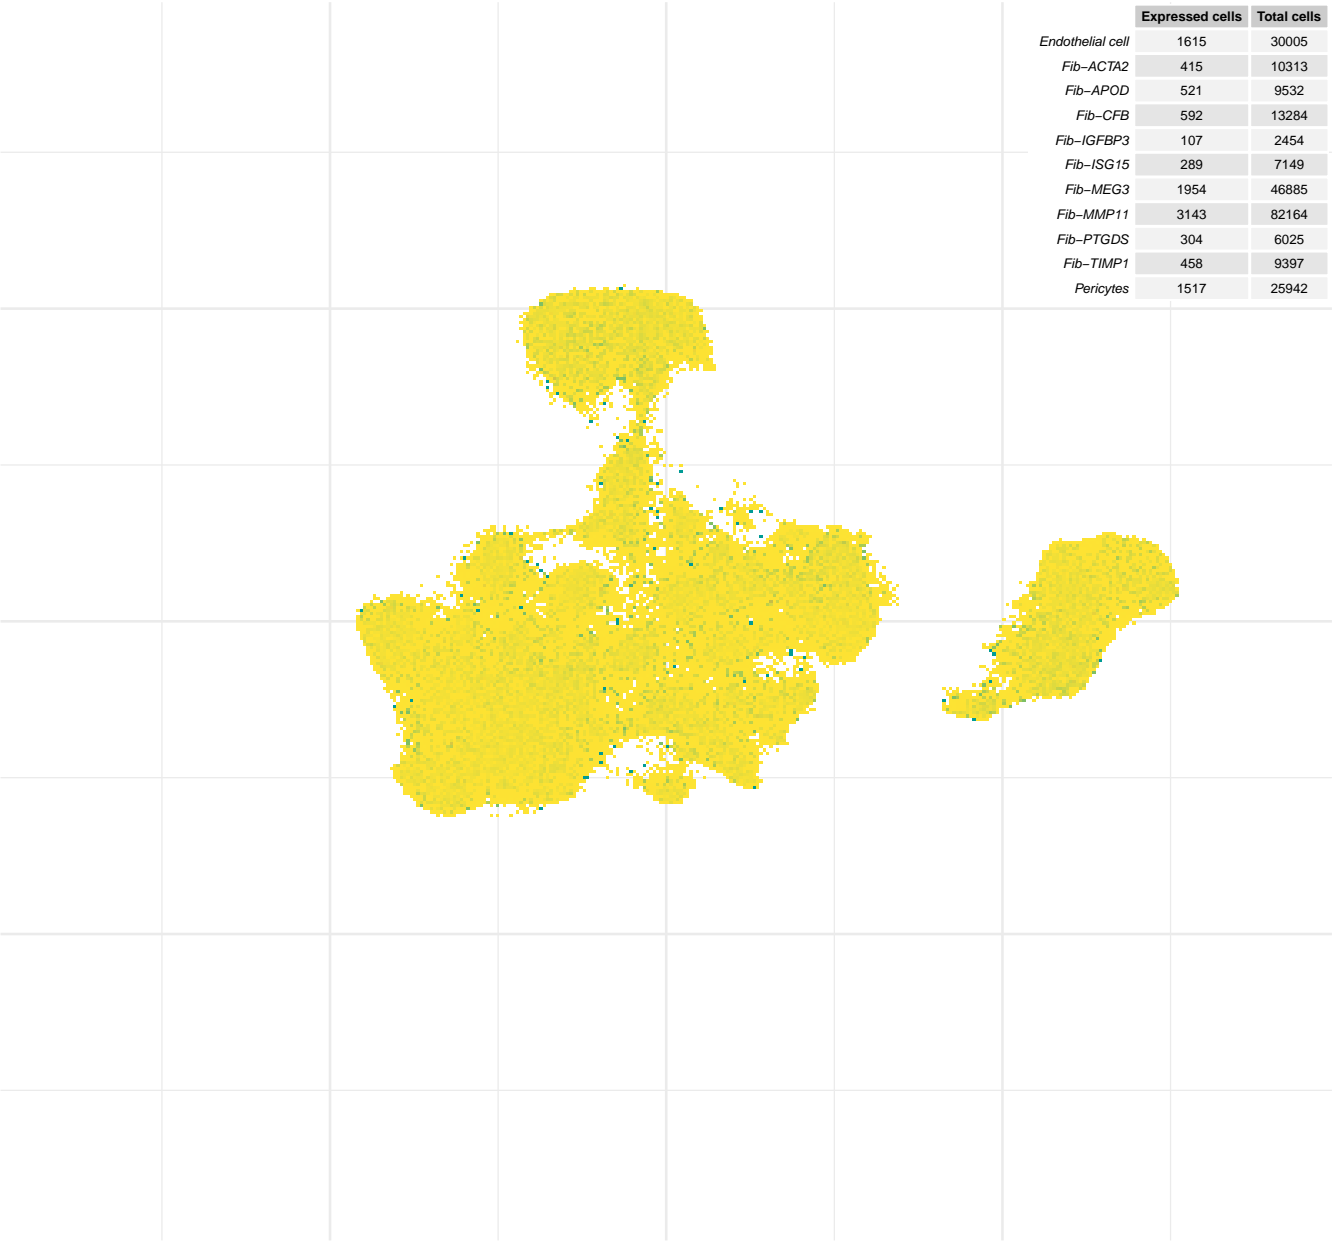 Expressed cells Total cells
Endothelial cell 1615 30005
Fib−ACTA2 415 10313
Fib−APOD 521 9532
Fib−CFB 592 13284
Fib−IGFBP3 107 2454
Fib−ISG15 289 7149
Fib−MEG3 1954 46885
Fib−MMP11 3143 82164
Fib−PTGDS 304 6025
Fib−TIMP1 458 9397
Pericytes 1517 25942